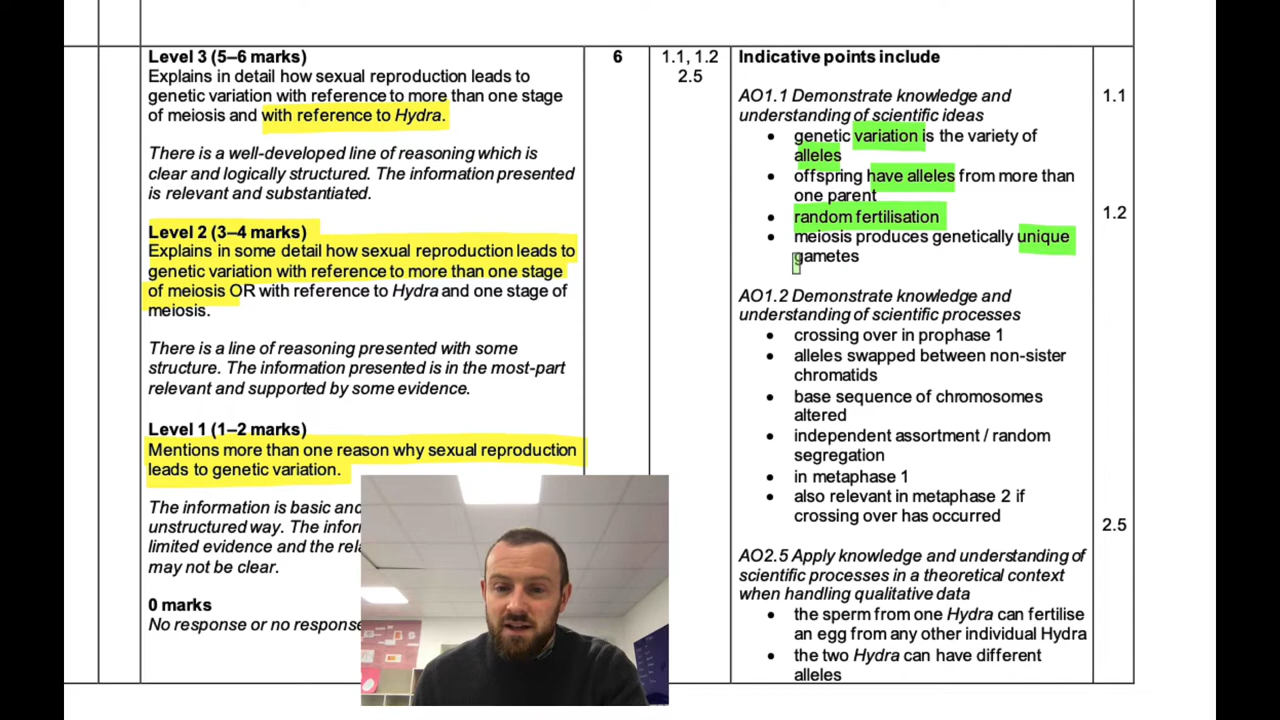 Level 3 (5–6 marks)
Explains in detail how sexual reproduction leads to
genetic variation with reference to more than one stage
of meiosis and with reference to Hydra.
There is a well-developed line of reasoning which is
clear and logically structured. The information presented
is relevant and substantiated.
Level 2 (3–4 marks)
Explains in some detail how sexual reproduction leads to
genetic variation with reference to more than one stage
of meiosis OR with reference to Hydra and one stage of
meiosis.
There is a line of reasoning presented with some
structure. The information presented is in the most-part
relevant and supported by some evidence.
Level 1 (1–2 marks)
Mentions more than one reason why sexual reproduction
leads to genetic variation.
The information is basic and
unstructured way. The infor
limited evidence and the rela
may not be clear.
0 marks
No response or no response
6
1.1, 1.2
2.5
Indicative points include
AO1.1 Demonstrate knowledge and
understanding of scientific ideas
• genetic variation is the variety of
alleles
• offspring have alleles from more than
one parent
• random fertilisation
• meiosis produces genetically unique
gametes
AO1.2 Demonstrate knowledge and
understanding of scientific processes
• crossing over in prophase 1
• alleles swapped between non-sister
chromatids
• base sequence of chromosomes
altered
• independent assortment / random
segregation
• in metaphase 1
• also relevant in metaphase 2 if
crossing over has occurred
AO2.5 Apply knowledge and understanding of
scientific processes in a theoretical context
when handling qualitative data
• the sperm from one Hydra can fertilise
an egg from any other individual Hydra
• the two Hydra can have different
alleles
1.1
1.2
2.5